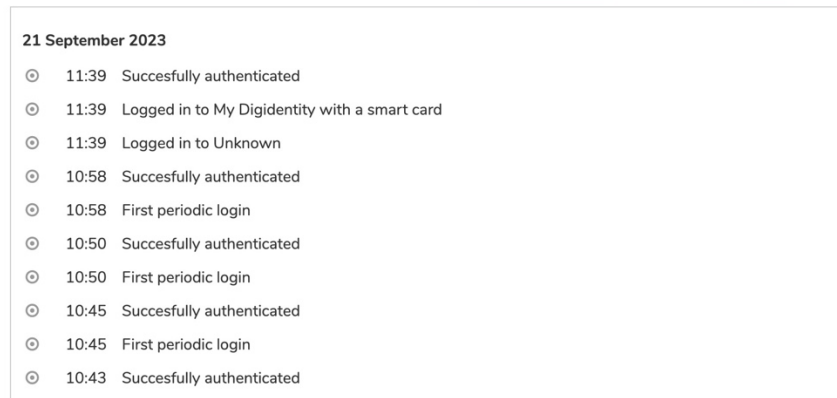 21 September 2023
11:39 Succesfully authenticated
11:39 Logged in to My Digidentity with a smart card
11:39 Logged in to Unknown
10:58 Succesfully authenticated
10:58 First periodic login
10:50 Succesfully authenticated
10:50 First periodic login
10:45 Succesfully authenticated
10:45 First periodic login
10:43 Succesfully authenticated